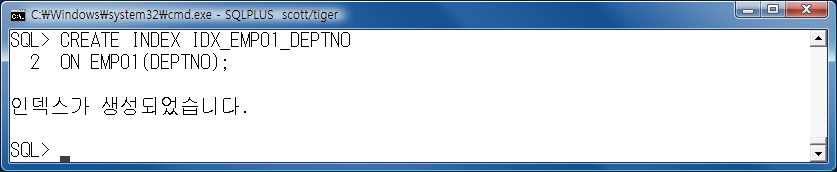 C:₩Windows₩system32₩cmd.exe - SQLPLUS  scott/tiger
SQL> CREATE INDEX IDX_EMP01_DEPTNO
  2  ON EMP01(DEPTNO);
인덱스가 생성되었습니다.
SQL>